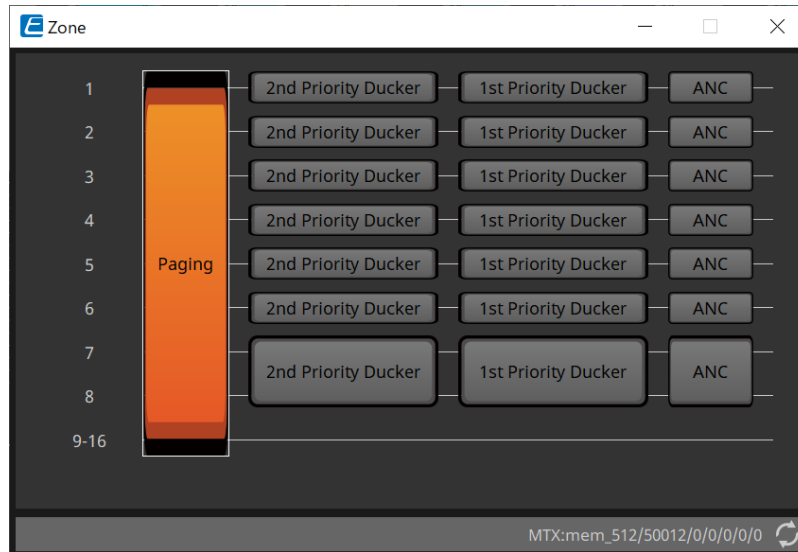 Zone
1 2nd Priority Ducker 1st Priority Ducker ANC
2 2nd Priority Ducker 1st Priority Ducker ANC
3 2nd Priority Ducker 1st Priority Ducker ANC
4 2nd Priority Ducker 1st Priority Ducker ANC
5 Paging 2nd Priority Ducker 1st Priority Ducker ANC
6 2nd Priority Ducker 1st Priority Ducker ANC
7
2nd Priority Ducker 1st Priority Ducker ANC
8
9-16
MTX:mem_512/50012/0/0/0/0/0